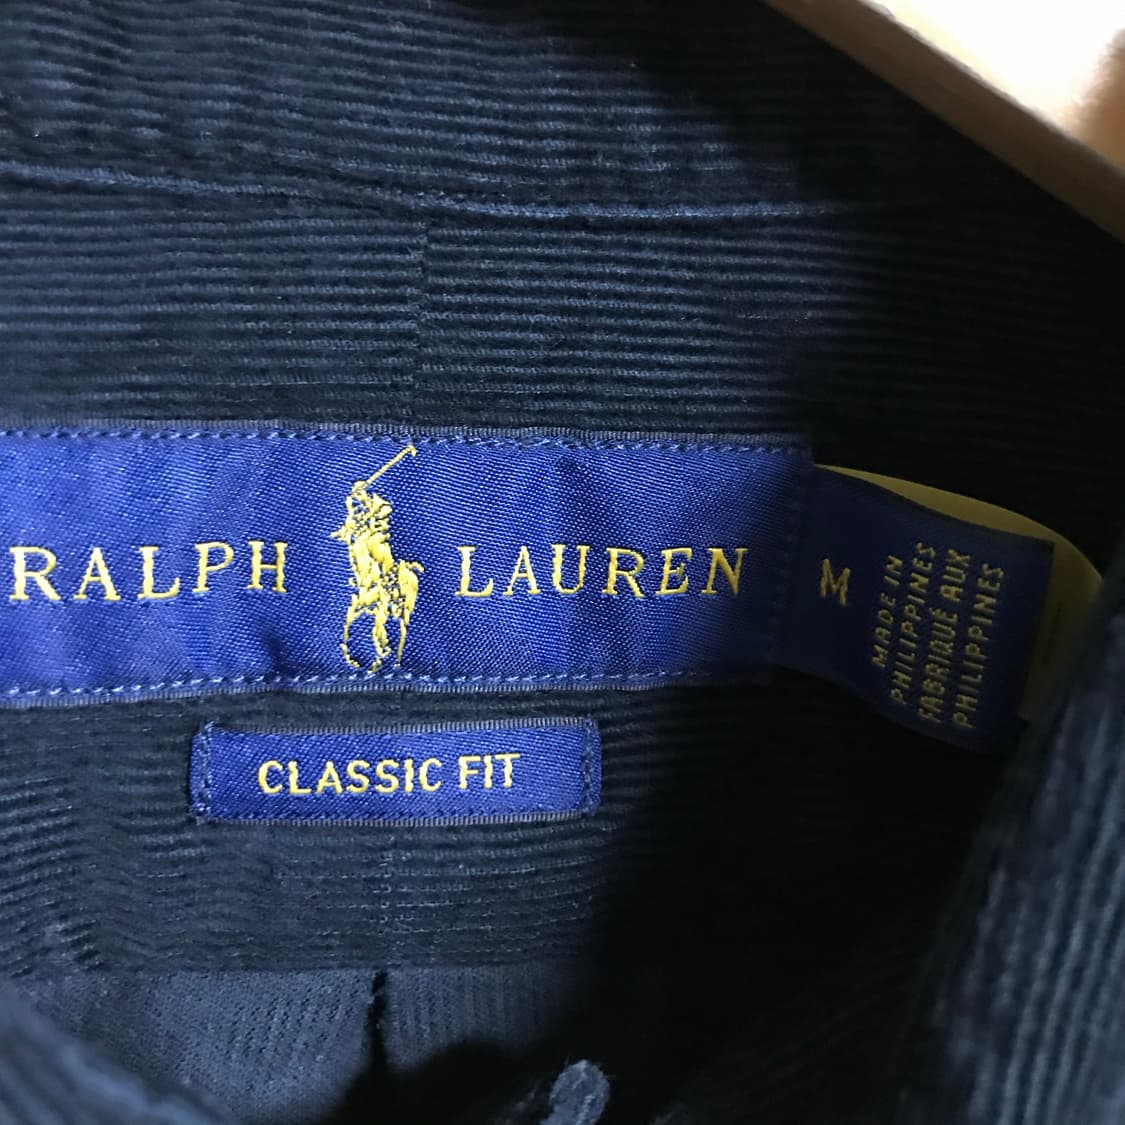 RALPH LAUREN
M
MADE IN
PHILIPPINES
FABRIQUÉ AUX
PHILIPPINES
CLASSIC FIT